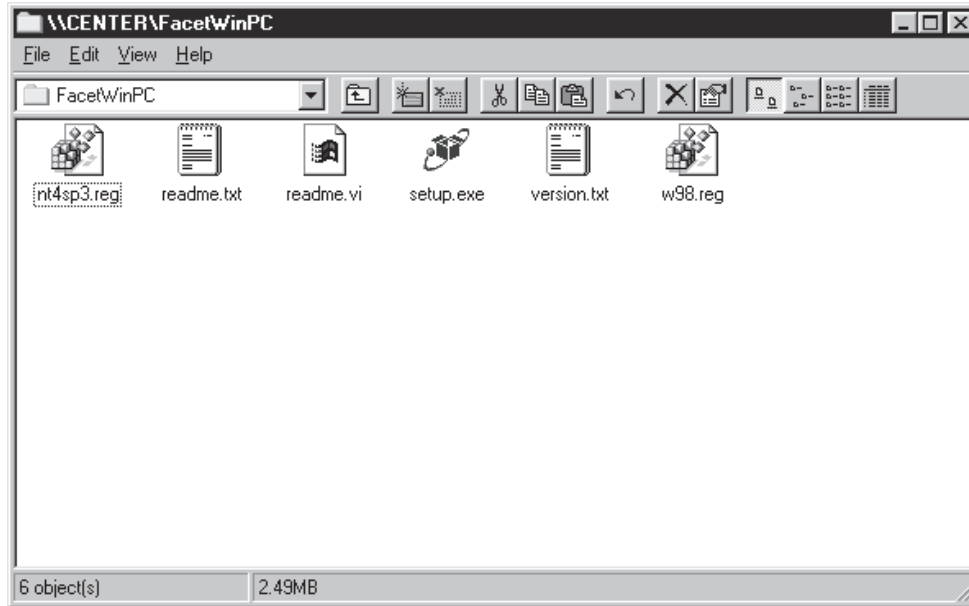 \\CENTER\FacetWinPC
File Edit View Help
FacetWinPC
nt4sp3.reg readme.txt readme.vi setup.exe version.txt w98.reg
6 object(s) 2.49MB